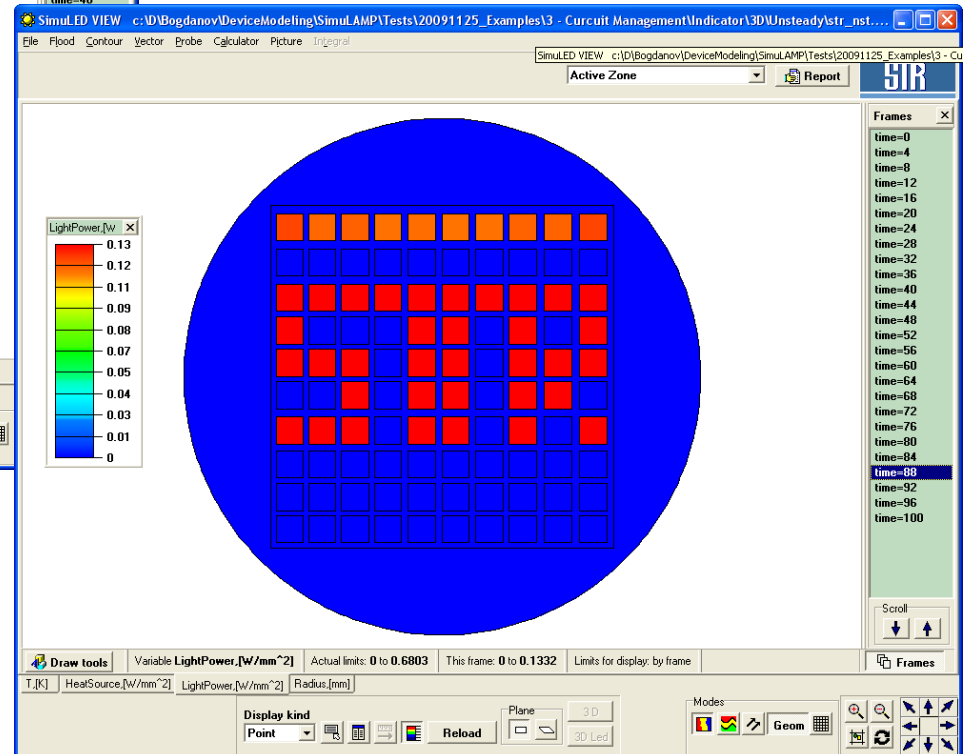 time=48
SimuLED VIEW c:\D\Bogdanov\DeviceModeling\SimuLAMP\Tests\20091125_Examples\3 - Curcuit Management\Indicator\3D\Unsteady\str_nst....
File Flood Contour Vector Probe Calculator Picture Integral
SimuLED VIEW c:\D\Bogdanov\DeviceModeling\SimuLAMP\Tests\20091125_Examples\3 - Cu
Active Zone
Report
STR
Frames
time=0
time=4
time=8
time=12
time=16
time=20
time=24
time=28
time=32
time=36
time=40
time=44
time=48
time=52
time=56
time=60
time=64
time=68
time=72
time=76
time=80
time=84
time=88
time=92
time=96
time=100
LightPower,[W
0.13
0.12
0.11
0.09
0.08
0.07
0.05
0.04
0.03
0.01
0
Scroll
Draw tools Variable LightPower,[W/mm^2] Actual limits: 0 to 0.6803 This frame: 0 to 0.1332 Limits for display: by frame Frames
T,[K] HeatSource,[W/mm^2] LightPower,[W/mm^2] Radius,[mm]
Display kind
Point
Reload
Plane
3D
3D Led
Modes
Geom